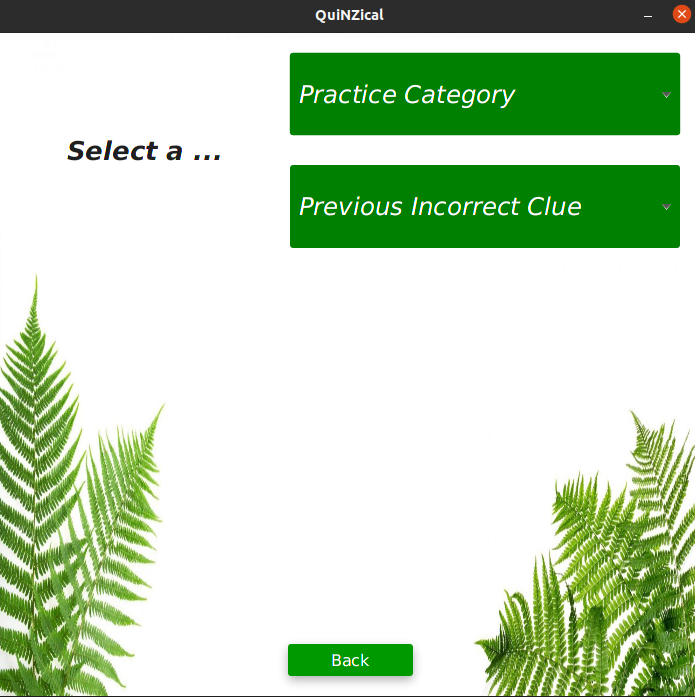 QuiNZical
Practice Category
Select a ...
Previous Incorrect Clue
Back